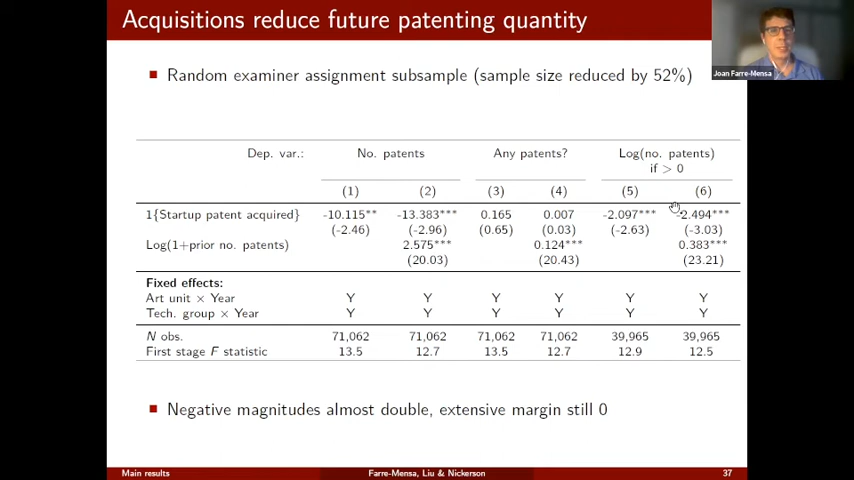 Acquisitions reduce future patenting quantity
Joan Farre-Mensa
Random examiner assignment subsample (sample size reduced by 52%)
Dep. var.: No. patents Any patents? Log(no. patents)
if > 0
(1) (2) (3) (4) (5) (6)
1{Startup patent acquired} -10.115** -13.383*** 0.165 0.007 -2.097*** -2.494***
(-2.46) (-2.96) (0.65) (0.03) (-2.63) (-3.03)
Log(1+prior no. patents) 2.575*** 0.124*** 0.383***
(20.03) (20.43) (23.21)
Fixed effects:
Art unit × Year Y Y Y Y Y Y
Tech. group × Year Y Y Y Y Y Y
N obs. 71,062 71,062 71,062 71,062 39,965 39,965
First stage F statistic 13.5 12.7 13.5 12.7 12.9 12.5
Negative magnitudes almost double, extensive margin still 0
Main results Farre-Mensa, Liu & Nickerson 37